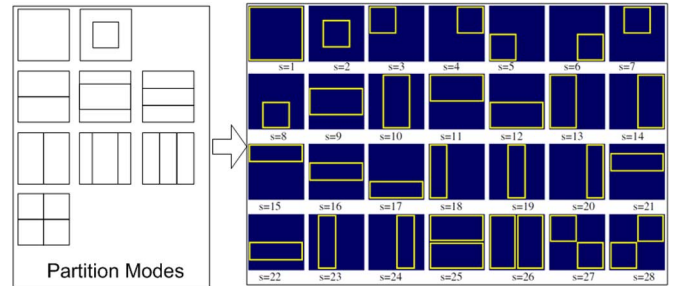 s=1 s=2 s=3 s=4 s=5 s=6 s=7
s=8 s=9 s=10 s=11 s=12 s=13 s=14
s=15 s=16 s=17 s=18 s=19 s=20 s=21
s=22 s=23 s=24 s=25 s=26 s=27 s=28
Partition Modes